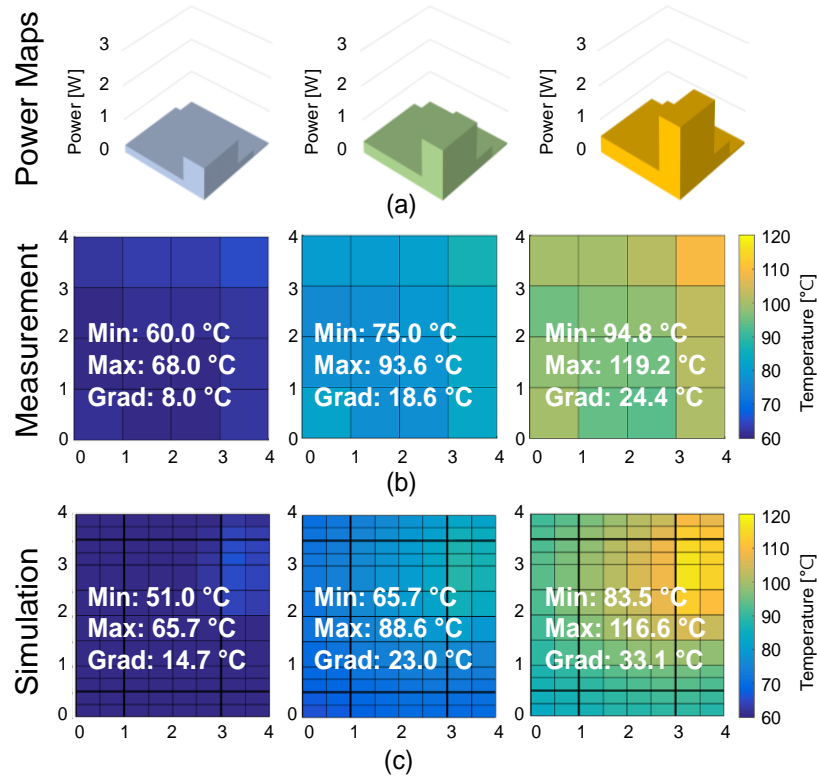 Power Maps
Power [W]
3
2
1
0
Power [W]
3
2
1
0
Power [W]
3
2
1
0
(a)
Measurement
4
3
2
1
0
Min: 60.0 °C
Max: 68.0 °C
Grad: 8.0 °C
0 1 2 3 4
4
3
2
1
0
Min: 75.0 °C
Max: 93.6 °C
Grad: 18.6 °C
0 1 2 3 4
4
3
2
1
0
Min: 94.8 °C
Max: 119.2 °C
Grad: 24.4 °C
0 1 2 3 4
120
110
100
90
80
70
60
Temperature [°C]
(b)
Simulation
4
3
2
1
0
Min: 51.0 °C
Max: 65.7 °C
Grad: 14.7 °C
0 1 2 3 4
4
3
2
1
0
Min: 65.7 °C
Max: 88.6 °C
Grad: 23.0 °C
0 1 2 3 4
4
3
2
1
0
Min: 83.5 °C
Max: 116.6 °C
Grad: 33.1 °C
0 1 2 3 4
120
110
100
90
80
70
60
Temperature [°C]
(c)